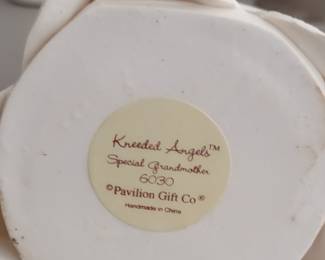 Kneeded Angels™
Special Grandmother
6030
©Pavilion Gift Co®
Handmade in China